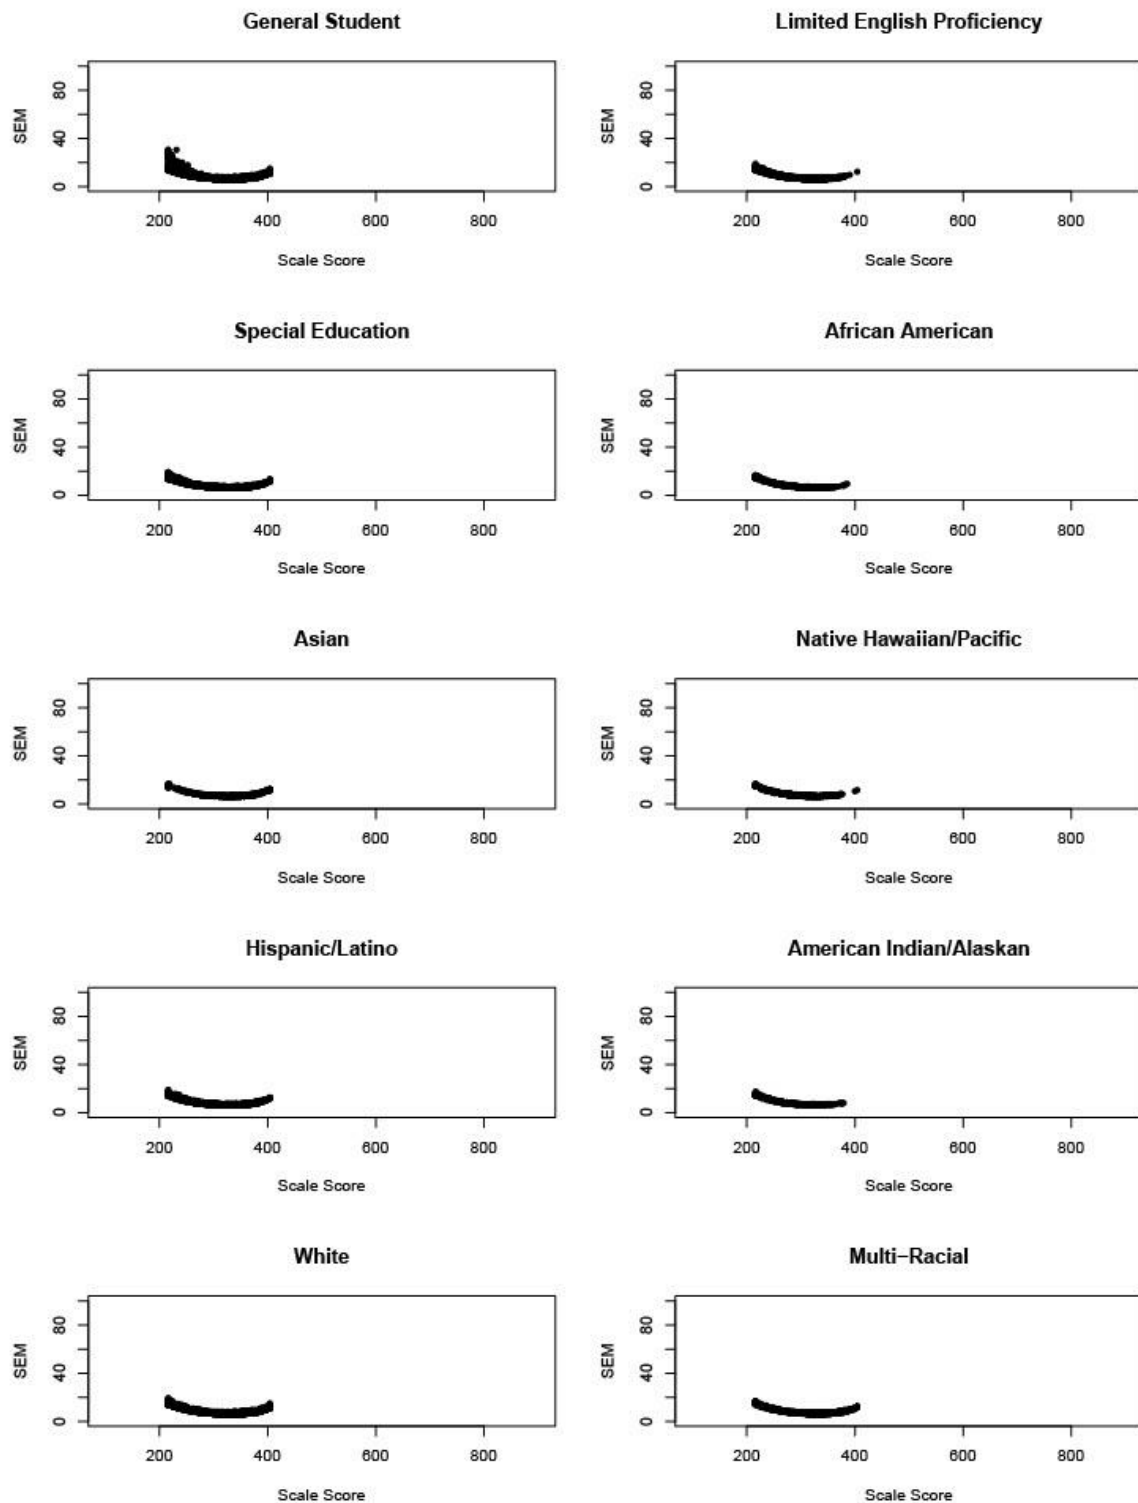 General Student
SEM
0 40 80
200 400 600 800
Scale Score
Limited English Proficiency
SEM
0 40 80
200 400 600 800
Scale Score
Special Education
SEM
0 40 80
200 400 600 800
Scale Score
African American
SEM
0 40 80
200 400 600 800
Scale Score
Asian
SEM
0 40 80
200 400 600 800
Scale Score
Native Hawaiian/Pacific
SEM
0 40 80
200 400 600 800
Scale Score
Hispanic/Latino
SEM
0 40 80
200 400 600 800
Scale Score
American Indian/Alaskan
SEM
0 40 80
200 400 600 800
Scale Score
White
SEM
0 40 80
200 400 600 800
Scale Score
Multi−Racial
SEM
0 40 80
200 400 600 800
Scale Score